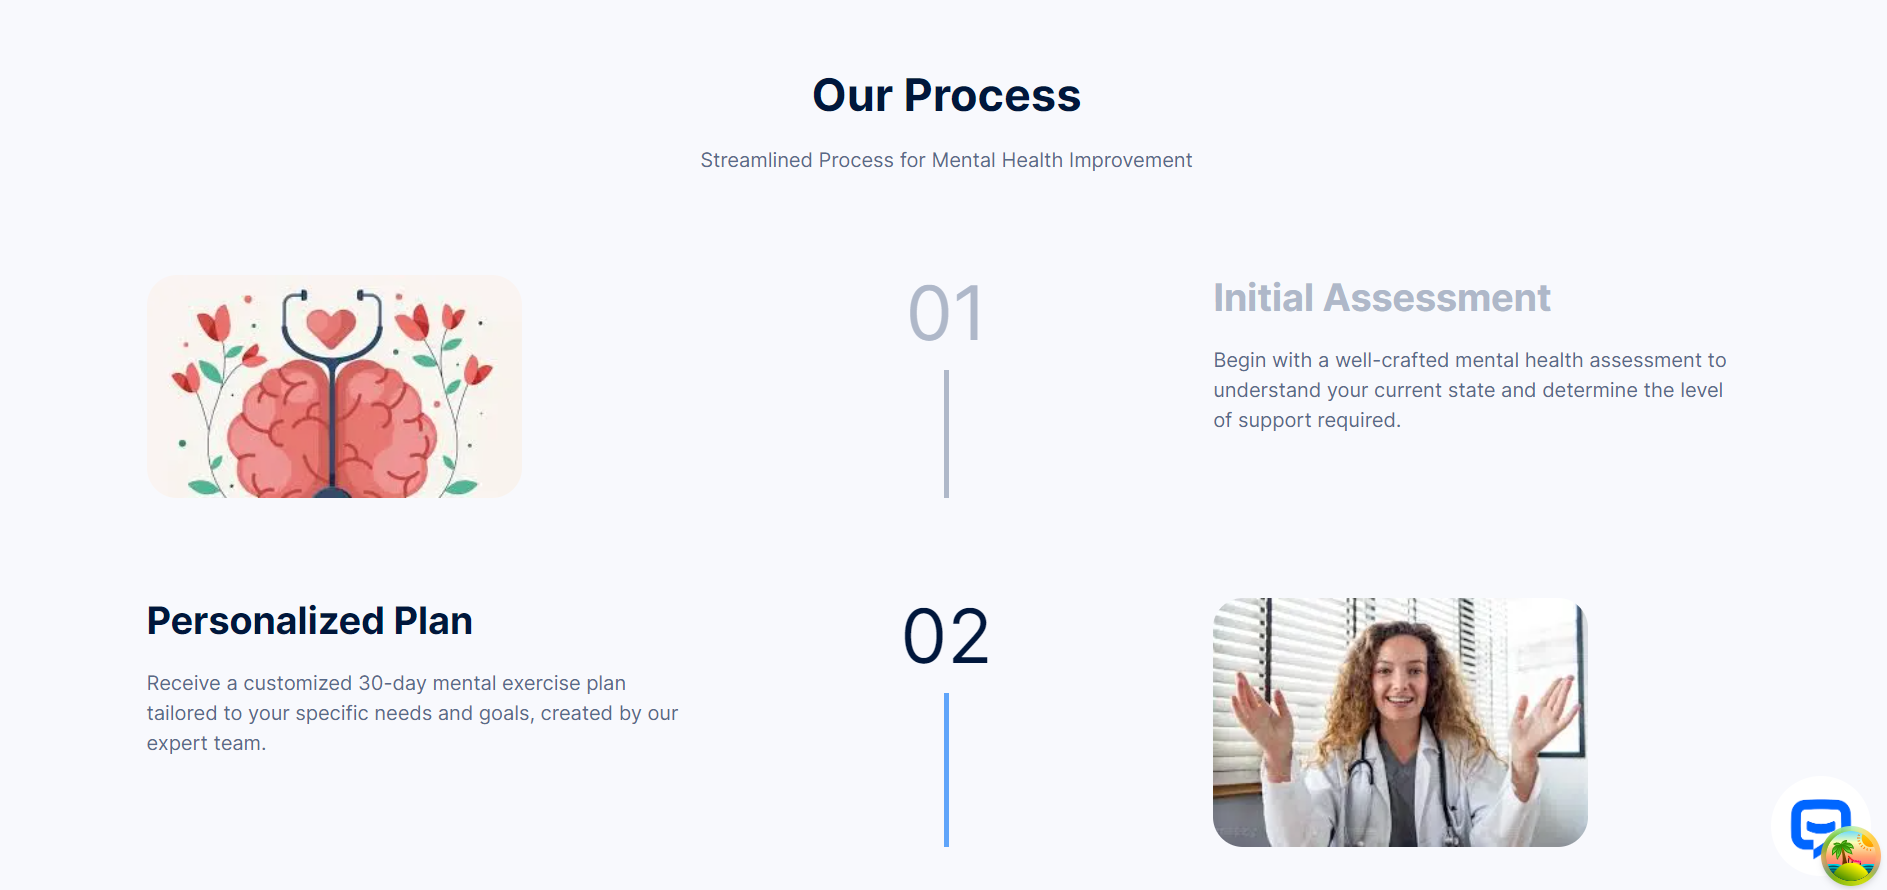 Our Process
Streamlined Process for Mental Health Improvement
01
Initial Assessment
Begin with a well-crafted mental health assessment to
understand your current state and determine the level
of support required.
Personalized Plan
Receive a customized 30-day mental exercise plan
tailored to your specific needs and goals, created by our
expert team.
02